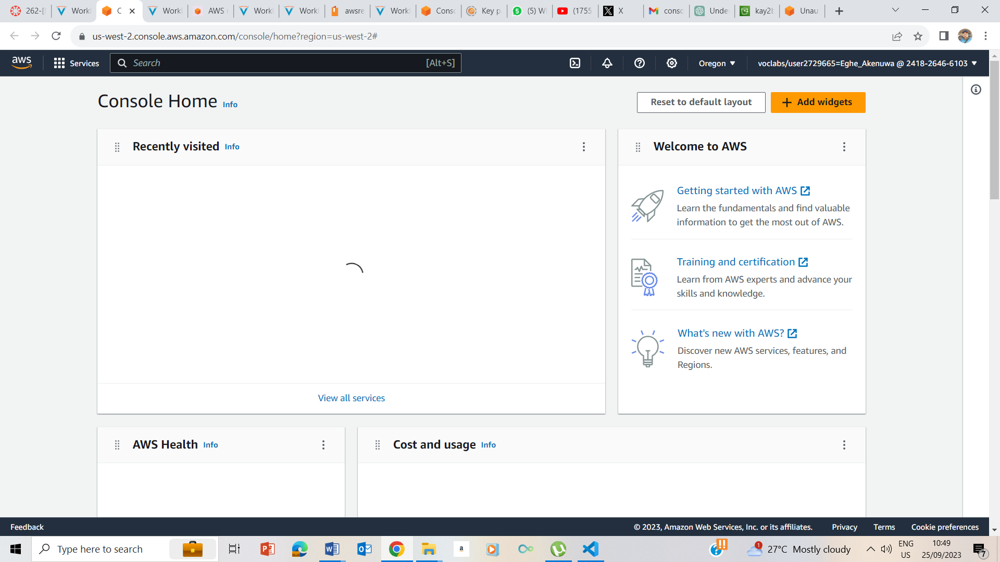 262-[
Work
C
Work
AWS
Work
Worki
awsre
Work
Conso
Key p
(5) W
(1755
X
conso
Unde
kay2
Unau
us-west-2.console.aws.amazon.com/console/home?region=us-west-2#
aws
Services
Search
[Alt+S]
Oregon
voclabs/user2729665=Eghe_Akenuwa @ 2418-2646-6103
Console Home
Info
Reset to default layout
Add widgets
Recently visited
Info
View all services
Welcome to AWS
Getting started with AWS
Learn the fundamentals and find valuable
information to get the most out of AWS.
Training and certification
Learn from AWS experts and advance your
skills and knowledge.
What's new with AWS?
Discover new AWS services, features, and
Regions.
AWS Health
Info
Cost and usage
Info
Feedback
© 2023, Amazon Web Services, Inc. or its affiliates.
Privacy
Terms
Cookie preferences
Type here to search
a
1
27°C Mostly cloudy
ENG
US
10:49
25/09/2023
7